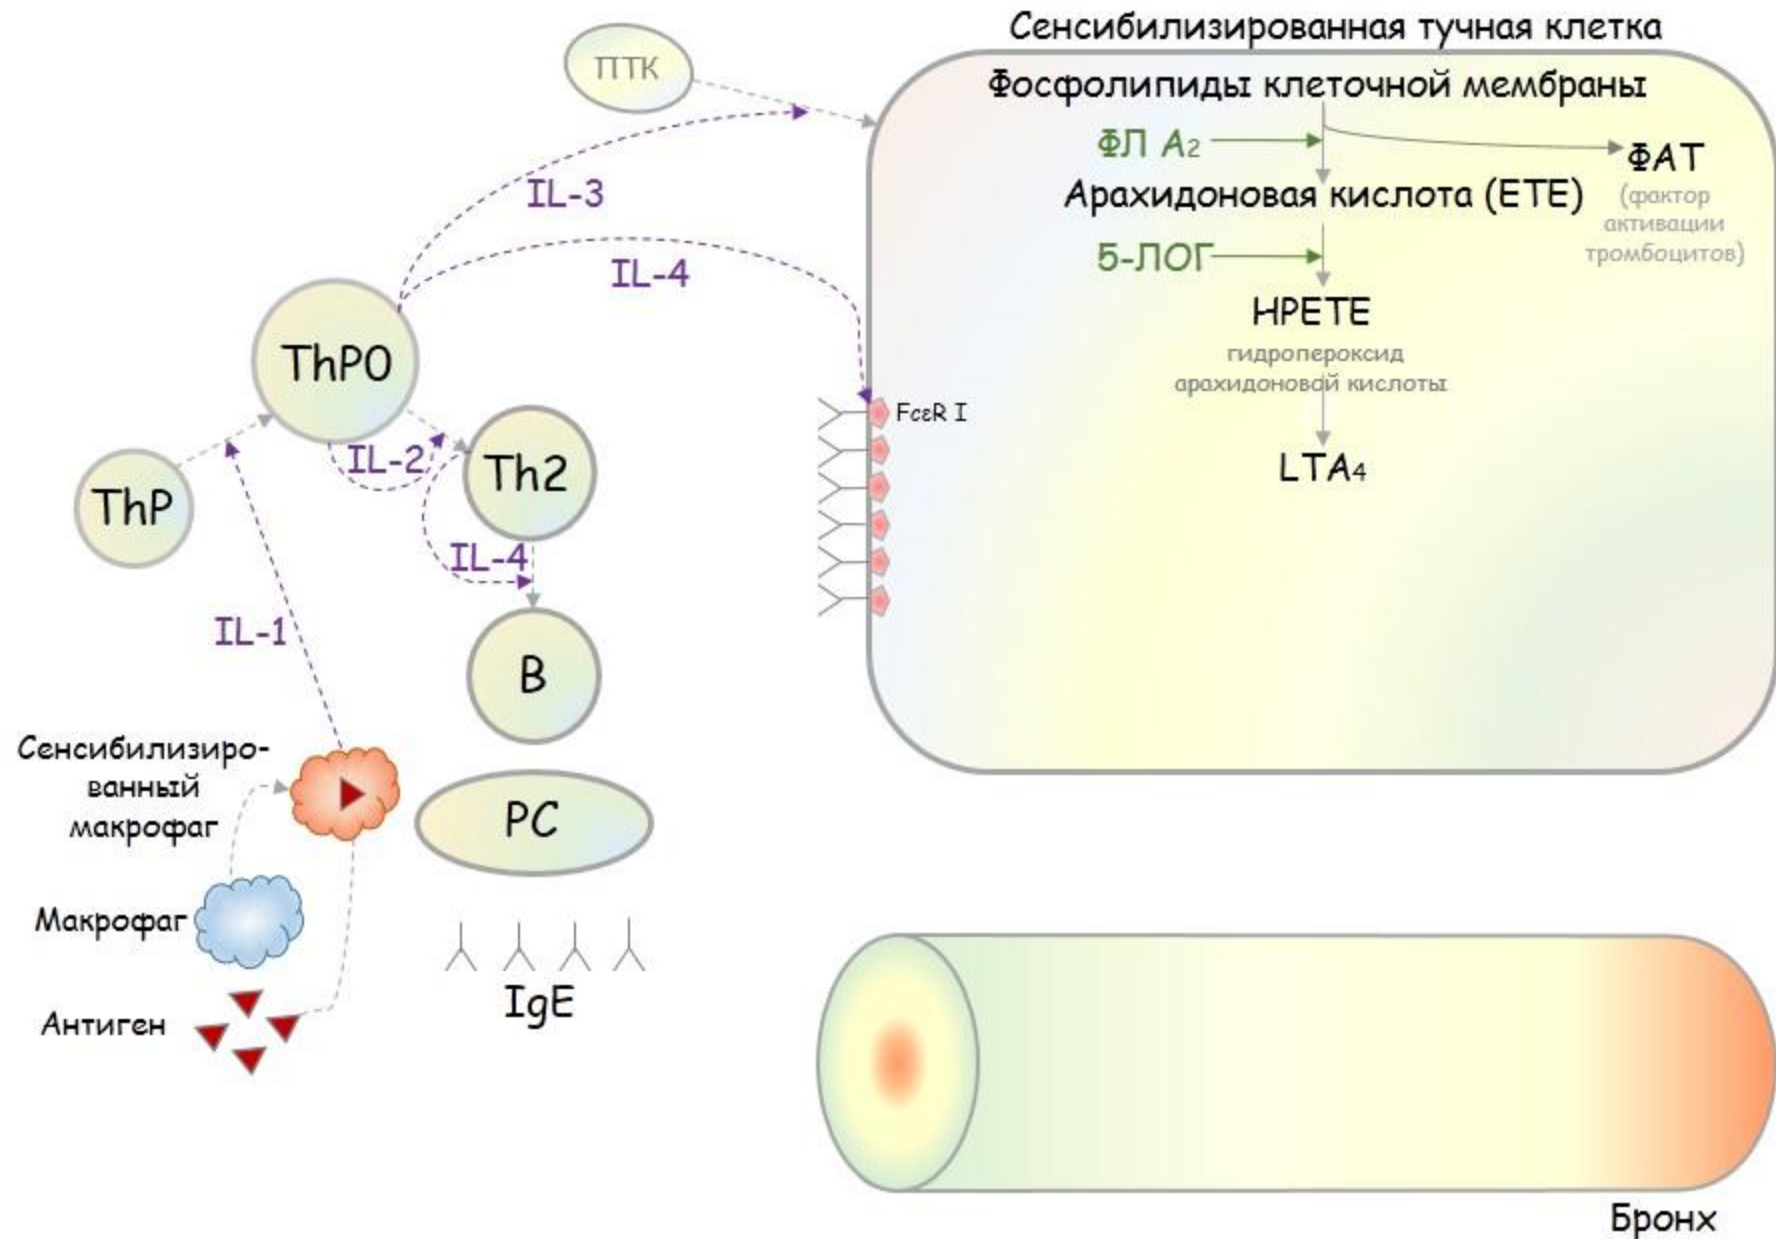 Сенсибилизированная тучная клетка
ПТК
Фосфолипиды клеточной мембраны
ФЛ А2
ФАТ
(фактор
активации
тромбоцитов)
Арахидоновая кислота (ETE)
IL-3
5-ЛОГ
IL-4
HPETE
гидропероксид
арахидоновой кислоты
ThP0
FcεR I
IL-2
Th2
LTA4
ThP
IL-4
IL-1
B
Сенсибилизиро-
ванный
макрофаг
PC
Макрофаг
IgE
Антиген
Бронх